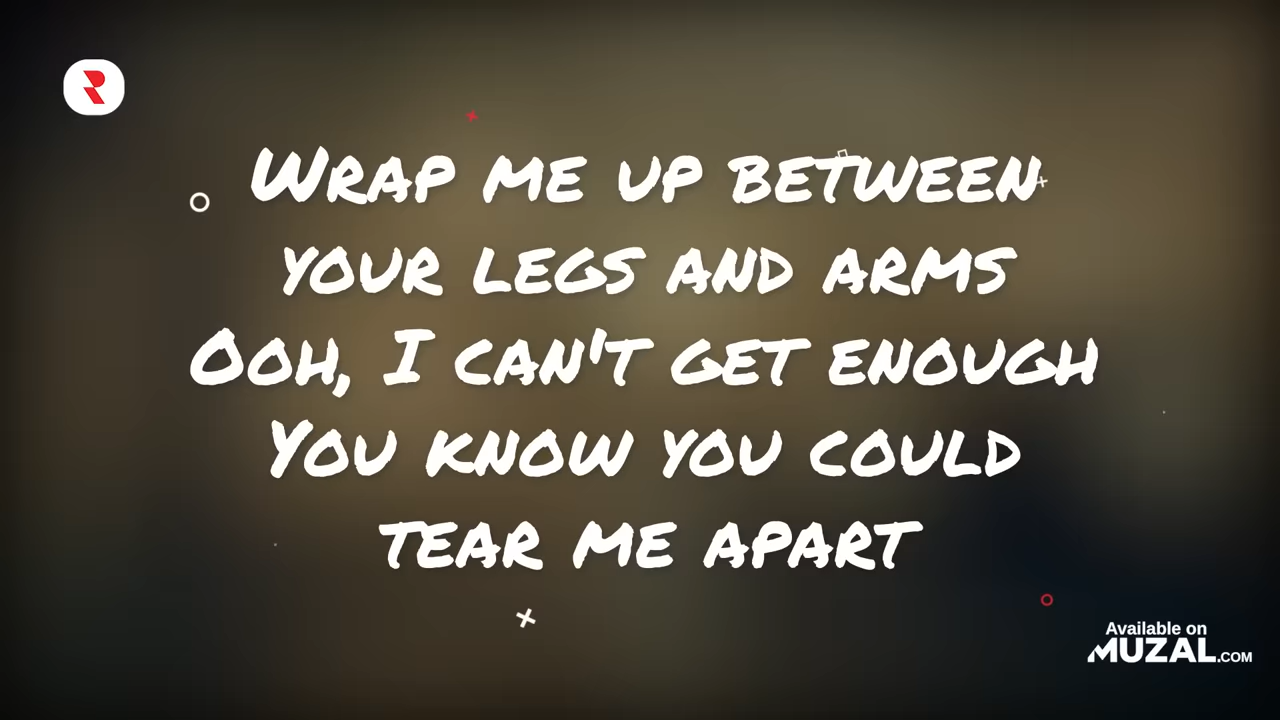 R
Wrap me up between
your legs and arms
Ooh, I can't get enough
You know you could
tear me apart
Available on
MUZAL.COM